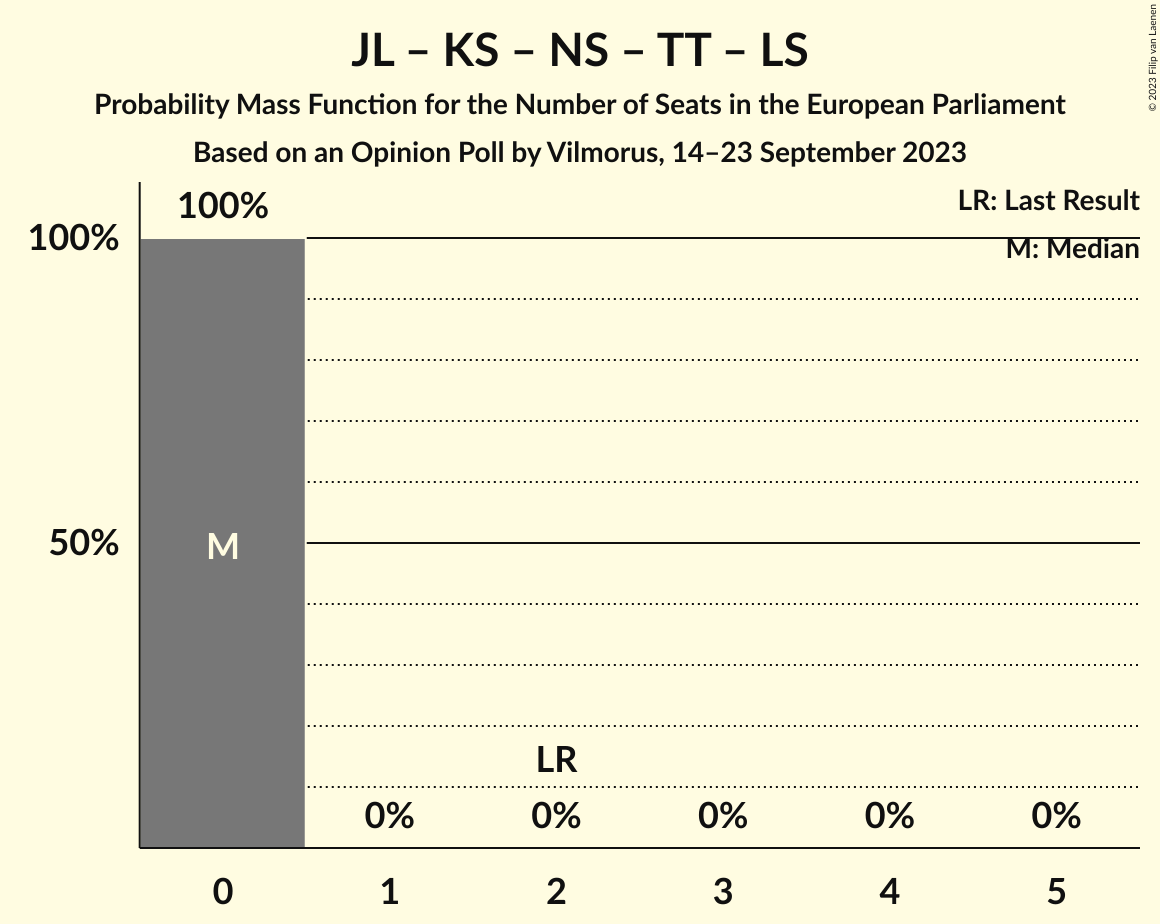 JL – KS – NS – TT – LS
Probability Mass Function for the Number of Seats in the European Parliament
Based on an Opinion Poll by Vilmorus, 14–23 September 2023
© 2023 Filip van Laenen
LR: Last Result
M: Median
100%
100%
50%
M
LR
0%
0%
0%
0%
0%
0
1
2
3
4
5